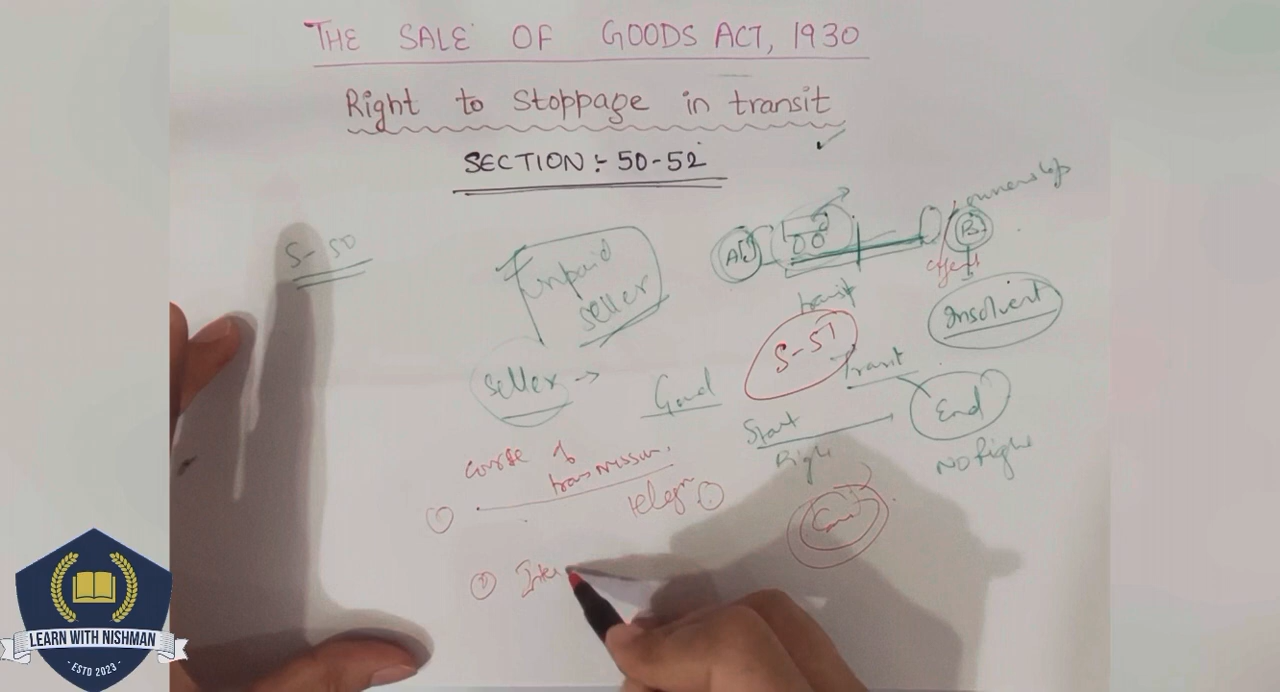 THE SALE OF GOODS ACT, 1930
Right to stoppage in transit
SECTION :- 50-52
S-50
unpaid
seller
A
B
ownership
transit
Insolvent
S-51
Transit
seller →
Good
End
Start
Right
No Right
course of
transmission.
①
LEARN WITH NISHMAN
- ESTD 2023 -